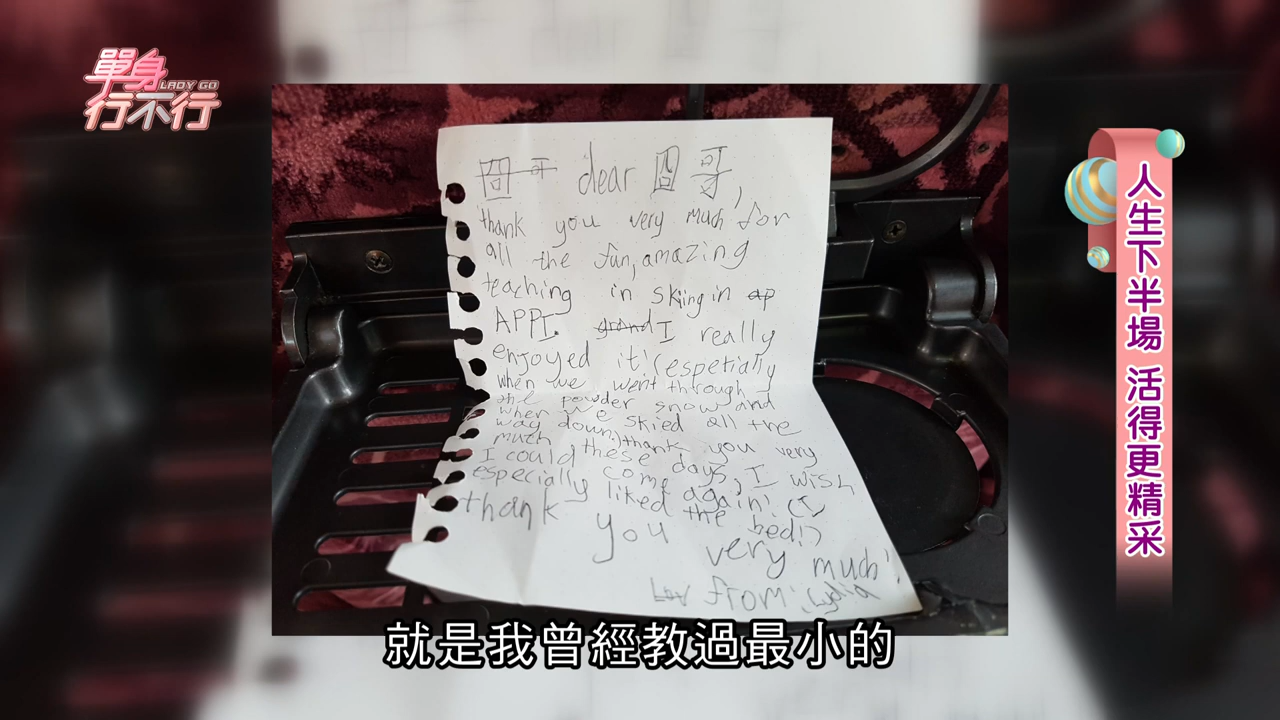 單身
LADY GO
行不行
人生下半場 活得更精采
dear 囧哥,
thank you very much for
all the fun, amazing
teaching in skiing in ap
APPI. grand I really
enjoyed it! (espetially
when we went through
the powder snow and
when we skied all the
way down.) thank you very
much these days, I wish
I could come again! (I
especially liked the bed!)
thank you very much!
from: Lydia
就是我曾經教過最小的